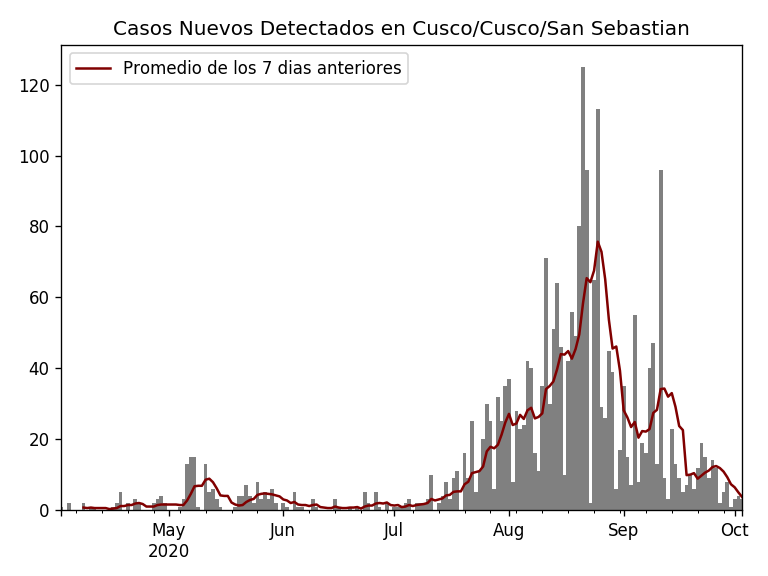 Casos Nuevos Detectados en Cusco/Cusco/San Sebastian
Promedio de los 7 dias anteriores
120
100
80
60
40
20
0
May Jun Jul Aug Sep Oct
2020